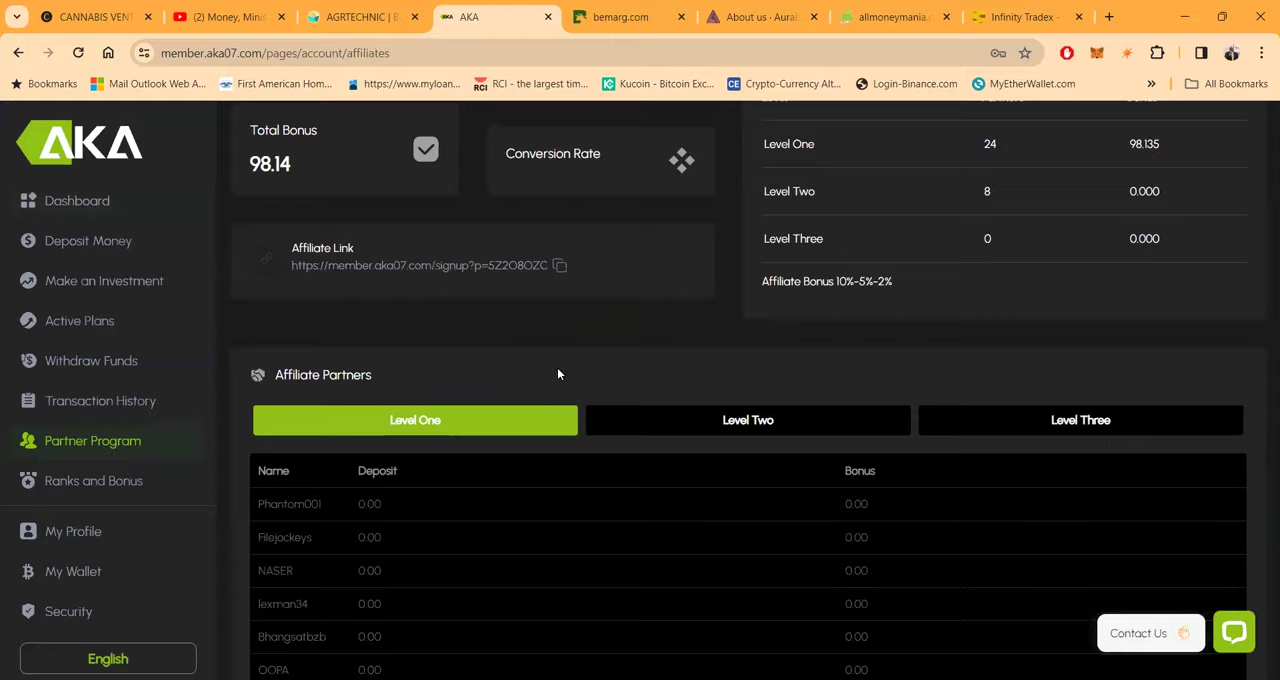 CANNABIS VENT
(2) Money, Minis
AGRTECHNIC | B
AKA
bemarg.com
About us · Aural
allmoneymania.c
Infinity Tradex -
member.aka07.com/pages/account/affiliates
Bookmarks
Mail Outlook Web A...
First American Hom...
https://www.myloan...
RCI - the largest tim...
Kucoin - Bitcoin Exc...
Crypto-Currency Alt...
Login-Binance.com
MyEtherWallet.com
All Bookmarks
AKA
Dashboard
Deposit Money
Make an Investment
Active Plans
Withdraw Funds
Transaction History
Partner Program
Ranks and Bonus
My Profile
My Wallet
Security
English
Total Bonus
98.14
Conversion Rate
Affiliate Link
https://member.aka07.com/signup?p=5Z2O8OZC
Level One 24 98.135
Level Two 8 0.000
Level Three 0 0.000
Affiliate Bonus 10%-5%-2%
Affiliate Partners
Level One Level Two Level Three
Name Deposit Bonus
Phantom001 0.00 0.00
Filejockeys 0.00 0.00
NASER 0.00 0.00
lexman34 0.00 0.00
Bhangsatbzb 0.00 0.00
OOPA 0.00 0.00
Contact Us